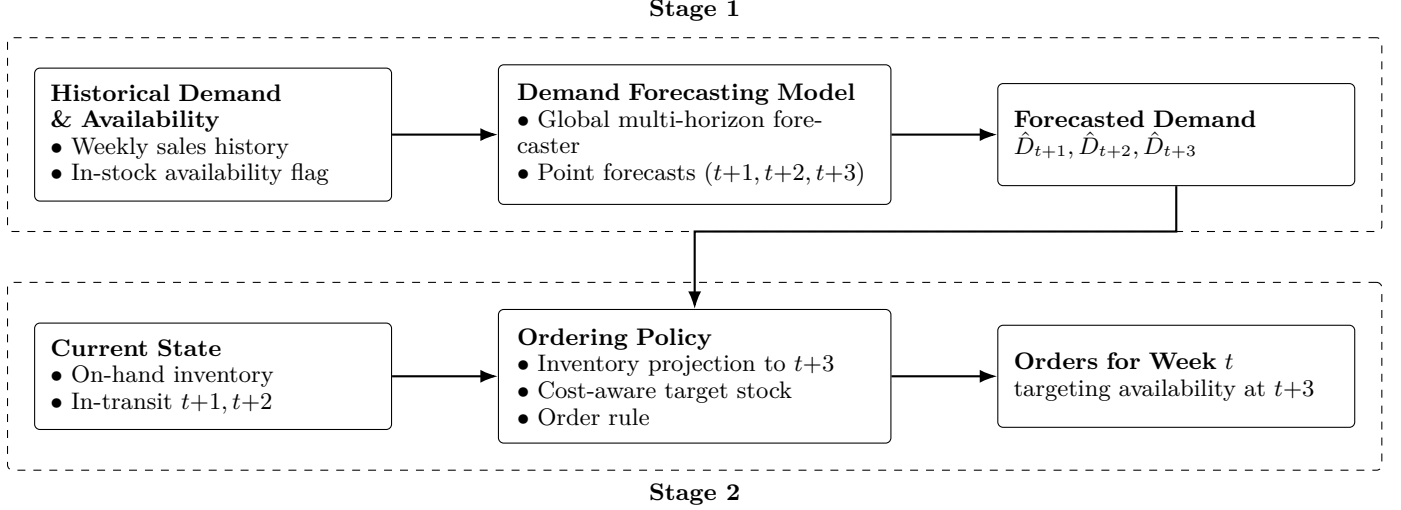 Stage 1
Historical Demand
& Availability
• Weekly sales history
• In-stock availability flag
Demand Forecasting Model
• Global multi-horizon fore-
caster
• Point forecasts (t+1, t+2, t+3)
Forecasted Demand
D̂ₜ₊₁, D̂ₜ₊₂, D̂ₜ₊₃
Current State
• On-hand inventory
• In-transit t+1, t+2
Ordering Policy
• Inventory projection to t+3
• Cost-aware target stock
• Order rule
Orders for Week t
targeting availability at t+3
Stage 2